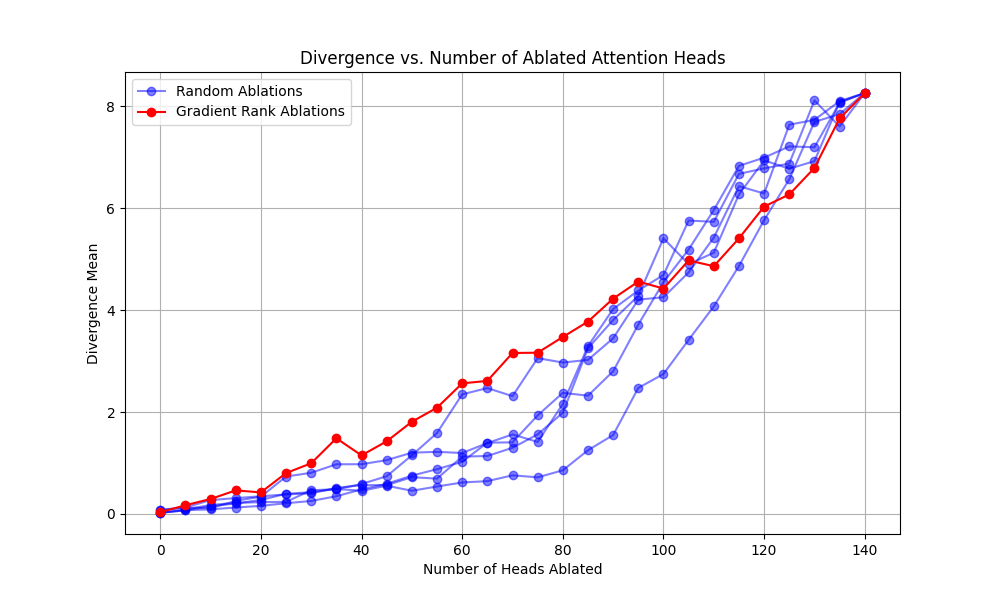 Divergence vs. Number of Ablated Attention Heads
Random Ablations
Gradient Rank Ablations
8
6
4
2
0
Divergence Mean
0 20 40 60 80 100 120 140
Number of Heads Ablated